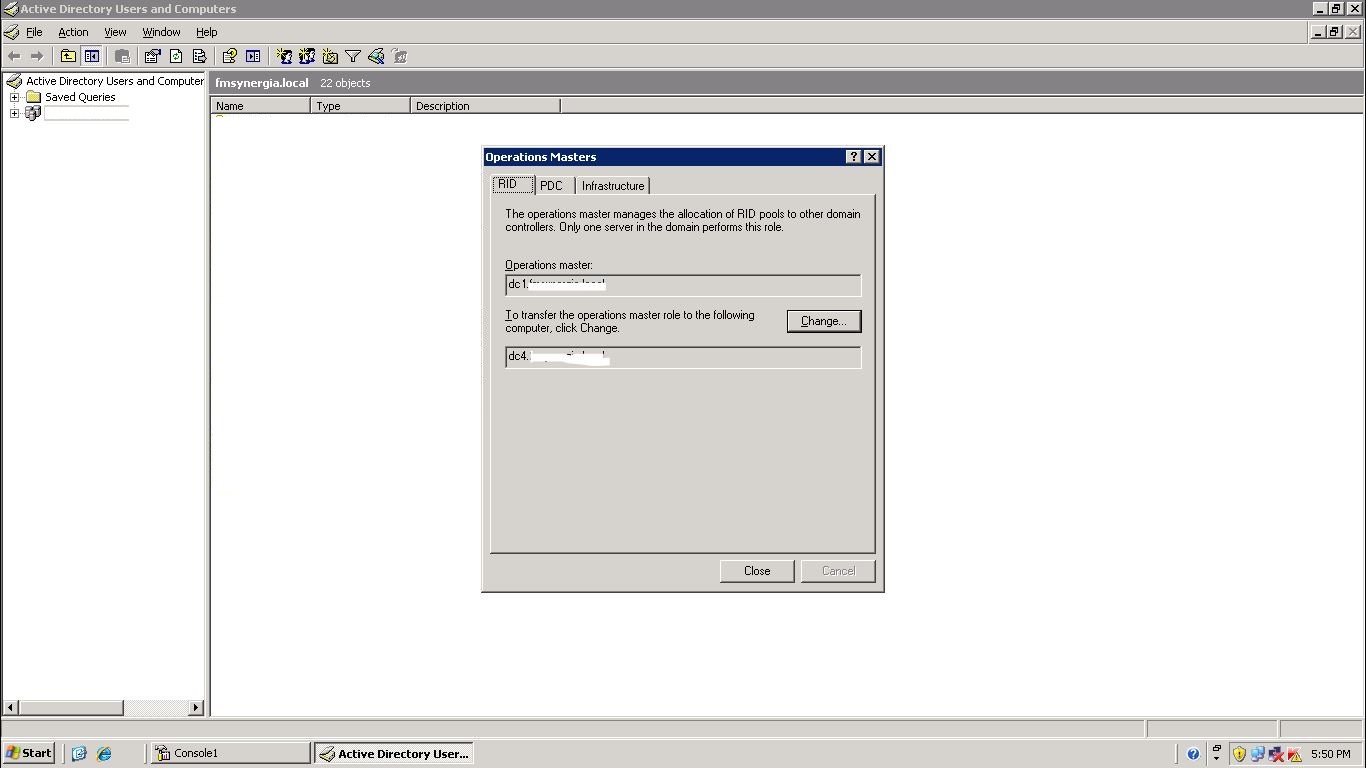 Active Directory Users and Computers
File Action View Window Help
Active Directory Users and Computer
Saved Queries
fmsynergia.local 22 objects
Name Type Description
Operations Masters
RID PDC Infrastructure
The operations master manages the allocation of RID pools to other domain
controllers. Only one server in the domain performs this role.
Operations master:
dc1.
To transfer the operations master role to the following
computer, click Change.
Change...
dc4.
Close Cancel
Start Console1 Active Directory User... 5:50 PM